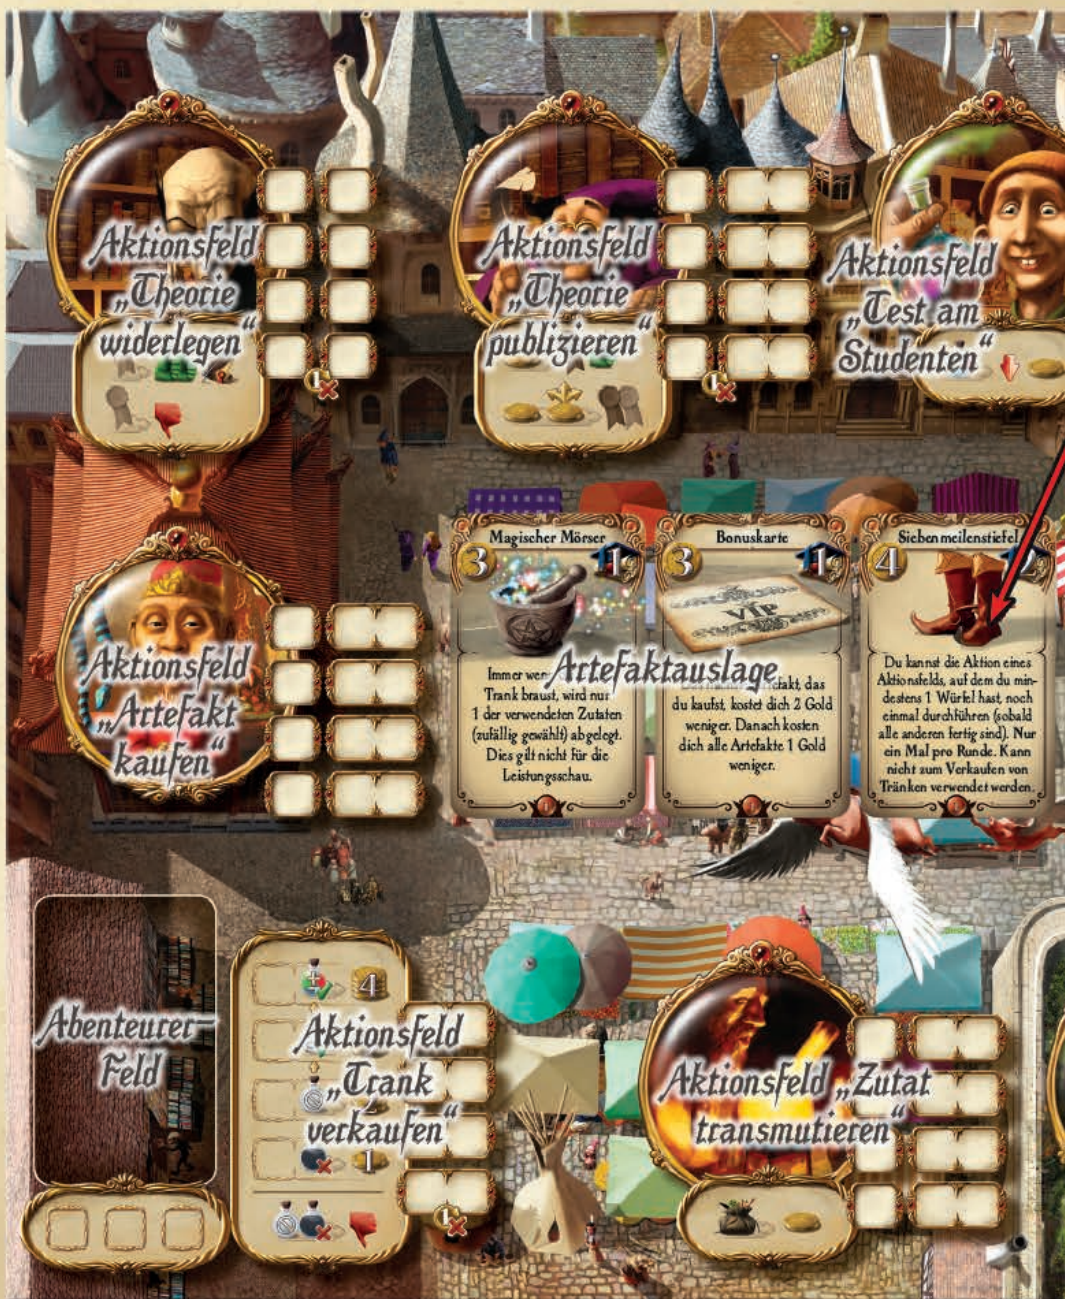 Aktionsfeld
„Theorie
widerlegen“
1
Aktionsfeld
„Theorie
publizieren“
1
Aktionsfeld
„Test am
Studenten“
Aktionsfeld
„Artefakt
kaufen“
Artefaktauslage
Magischer Mörser
3
1
Immer
Trank braust, wird nur
1 der verwendeten Zutaten
(zufällig gewählt) abgelegt.
Dies gilt nicht für die
Leistungsschau.
Bonuskarte
3
1
VIP
das
du kaufst, kostet dich 2 Gold
weniger. Danach kosten
dich alle Artefakte 1 Gold
weniger.
Siebenmeilenstiefel
4
Du kannst die Aktion eines
Aktionsfelds, auf dem du min-
destens 1 Würfel hast, noch
einmal durchführen (sobald
alle anderen fertig sind). Nur
ein Mal pro Runde. Kann
nicht zum Verkaufen von
Tränken verwendet werden.
Abenteurer-
Feld
4
Aktionsfeld
„Trank
verkaufen“
1
1
Aktionsfeld „Zutat
transmutieren“